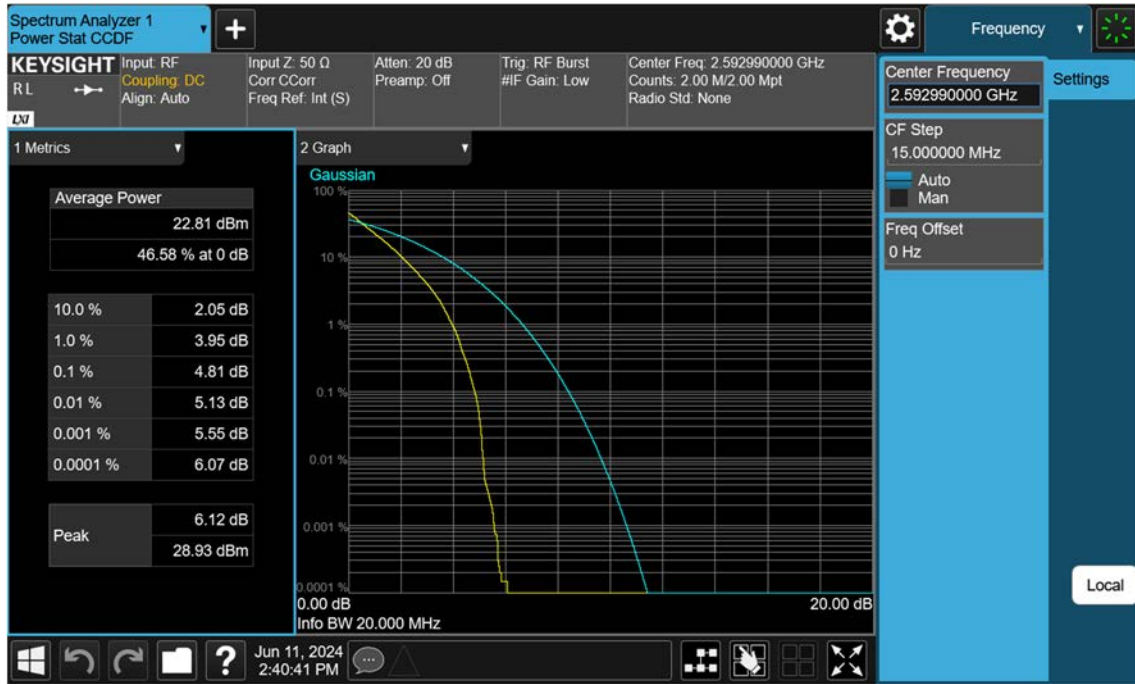 Spectrum Analyzer 1
Power Stat CCDF
+
Frequency
KEYSIGHT
RL
LXI
Input: RF
Coupling: DC
Align: Auto
Input Z: 50 Ω
Corr CCorr
Freq Ref: Int (S)
Atten: 20 dB
Preamp: Off
Trig: RF Burst
#IF Gain: Low
Center Freq: 2.592990000 GHz
Counts: 2.00 M/2.00 Mpt
Radio Std: None
Center Frequency
2.592990000 GHz
Settings
CF Step
15.000000 MHz
Auto
Man
Freq Offset
0 Hz
Local
1 Metrics
Average Power
22.81 dBm
46.58 % at 0 dB
10.0 % 2.05 dB
1.0 % 3.95 dB
0.1 % 4.81 dB
0.01 % 5.13 dB
0.001 % 5.55 dB
0.0001 % 6.07 dB
Peak
6.12 dB
28.93 dBm
2 Graph
Gaussian
100 %
10 %
1 %
0.1 %
0.01 %
0.001 %
0.0001 %
0.00 dB 20.00 dB
Info BW 20.000 MHz
?
Jun 11, 2024
2:40:41 PM